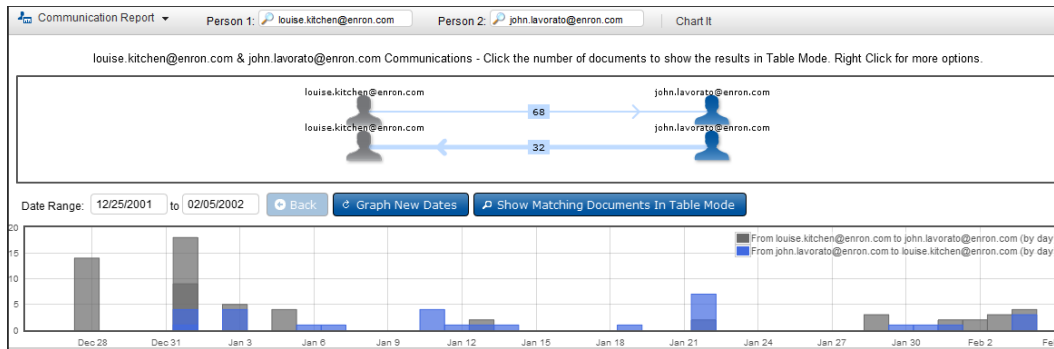 Communication Report Person 1: louise.kitchen@enron.com Person 2: john.lavorato@enron.com Chart It
louise.kitchen@enron.com & john.lavorato@enron.com Communications - Click the number of documents to show the results in Table Mode. Right Click for more options.
louise.kitchen@enron.com john.lavorato@enron.com
68
louise.kitchen@enron.com john.lavorato@enron.com
32
Date Range: 12/25/2001 to 02/05/2002 Back Graph New Dates Show Matching Documents In Table Mode
20
From louise.kitchen@enron.com to john.lavorato@enron.com (by day
From john.lavorato@enron.com to louise.kitchen@enron.com (by day
15
10
5
0
Dec 28 Dec 31 Jan 3 Jan 6 Jan 9 Jan 12 Jan 15 Jan 18 Jan 21 Jan 24 Jan 27 Jan 30 Feb 2 Fe